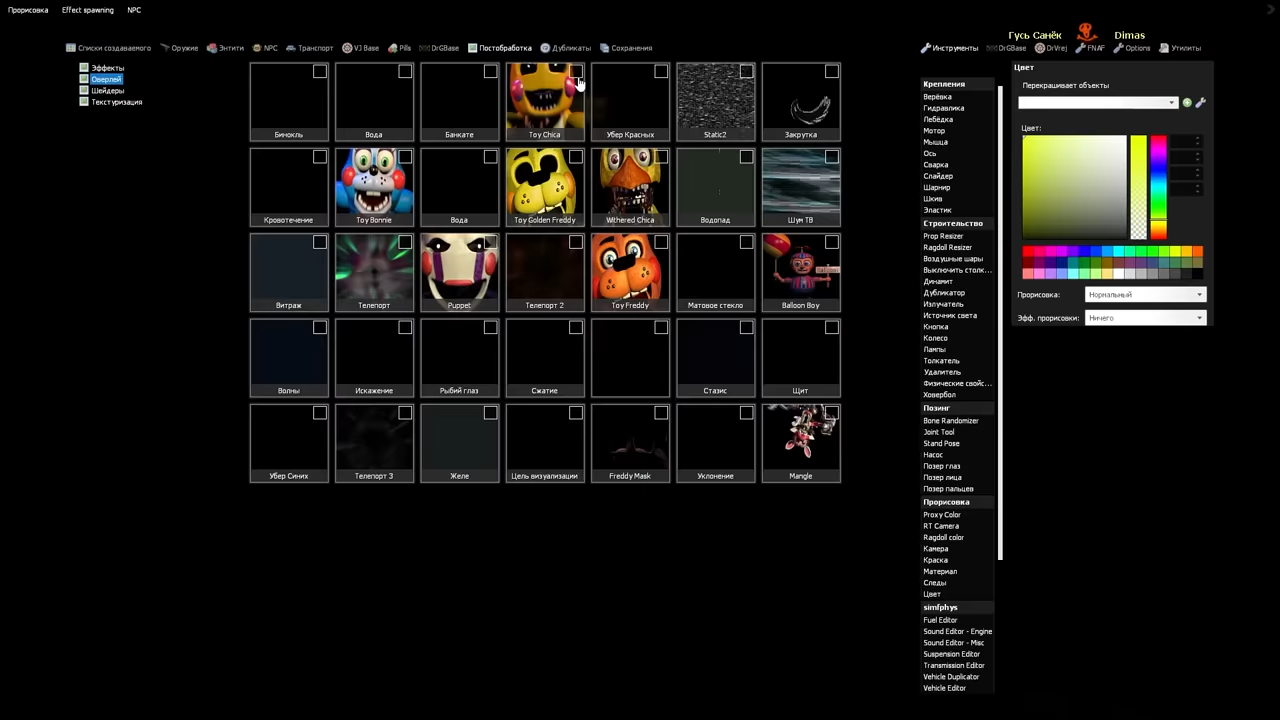 Прорисовка Effect spawning NPC
Гусь Санёк Dimas
Списки создаваемого Оружие Энтити NPC Транспорт VJ Base Pills DrGBase Постобработка Дубликаты Сохранения
Инструменты DrGBase DrVrej FNAF Options Утилиты
Эффекты
Оверлей
Шейдеры
Текстуризация
Бинокль Вода Банкате Toy Chica Убер Красных Static2 Закрутка
Кровотечение Toy Bonnie Вода Toy Golden Freddy Withered Chica Водопад Шум ТВ
Витраж Телепорт Puppet Телепорт 2 Toy Freddy Матовое стекло Balloon Boy
Волны Искажение Рыбий глаз Сжатие Стазис Щит
Убер Синих Телепорт 3 Желе Цель визуализации Freddy Mask Уклонение Mangle
Крепления
Верёвка
Гидравлика
Лебёдка
Мотор
Мышца
Ось
Сварка
Слайдер
Шарнир
Шкив
Эластик
Строительство
Prop Resizer
Ragdoll Resizer
Воздушные шары
Выключить столк...
Динамит
Дубликатор
Излучатель
Источник света
Кнопка
Колесо
Лампы
Толкатель
Удалитель
Физические свойс...
Ховербол
Позинг
Bone Randomizer
Joint Tool
Stand Pose
Насос
Позер глаз
Позер лица
Позер пальцев
Прорисовка
Proxy Color
RT Camera
Ragdoll color
Камера
Краска
Материал
Следы
Цвет
simfphys
Fuel Editor
Sound Editor - Engine
Sound Editor - Misc
Suspension Editor
Transmission Editor
Vehicle Duplicator
Vehicle Editor
Цвет
Перекрашивает объекты
Цвет:
Прорисовка: Нормальный
Эфф. прорисовки: Ничего